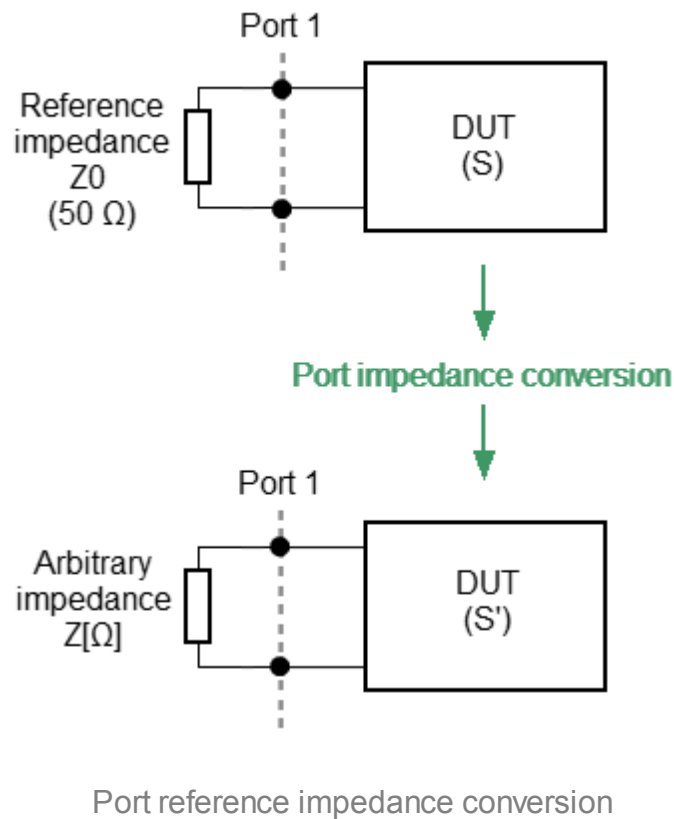 Port 1
Reference
impedance
Z0
(50 Ω)
DUT
(S)
Port impedance conversion
Port 1
Arbitrary
impedance
Z[Ω]
DUT
(S')
Port reference impedance conversion